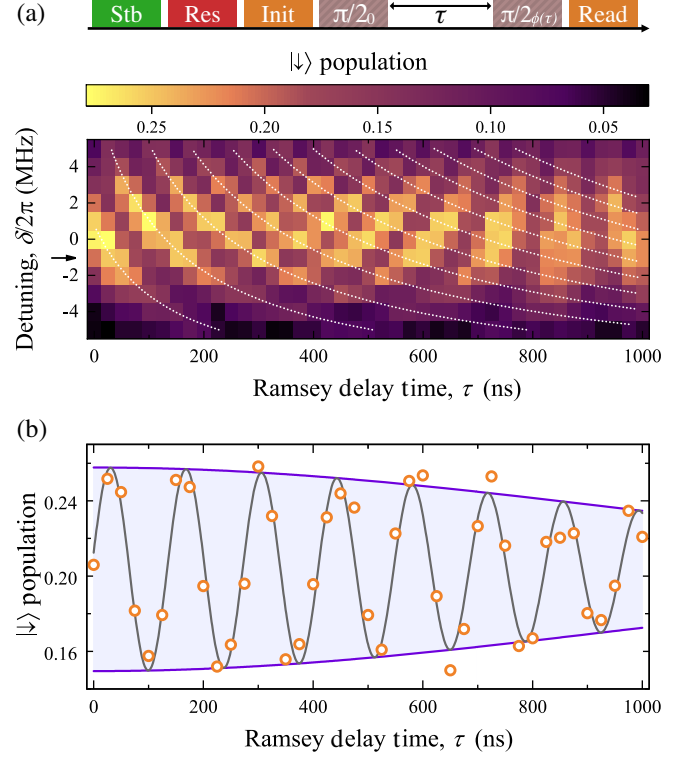 (a)
Stb Res Init π/2₀ τ π/2ϕ(τ) Read
|↓⟩ population
0.25 0.20 0.15 0.10 0.05
Detuning, δ/2π (MHz)
4
2
0
-2
-4
0 200 400 600 800 1000
Ramsey delay time, τ (ns)
(b)
|↓⟩ population
0.24
0.20
0.16
0 200 400 600 800 1000
Ramsey delay time, τ (ns)